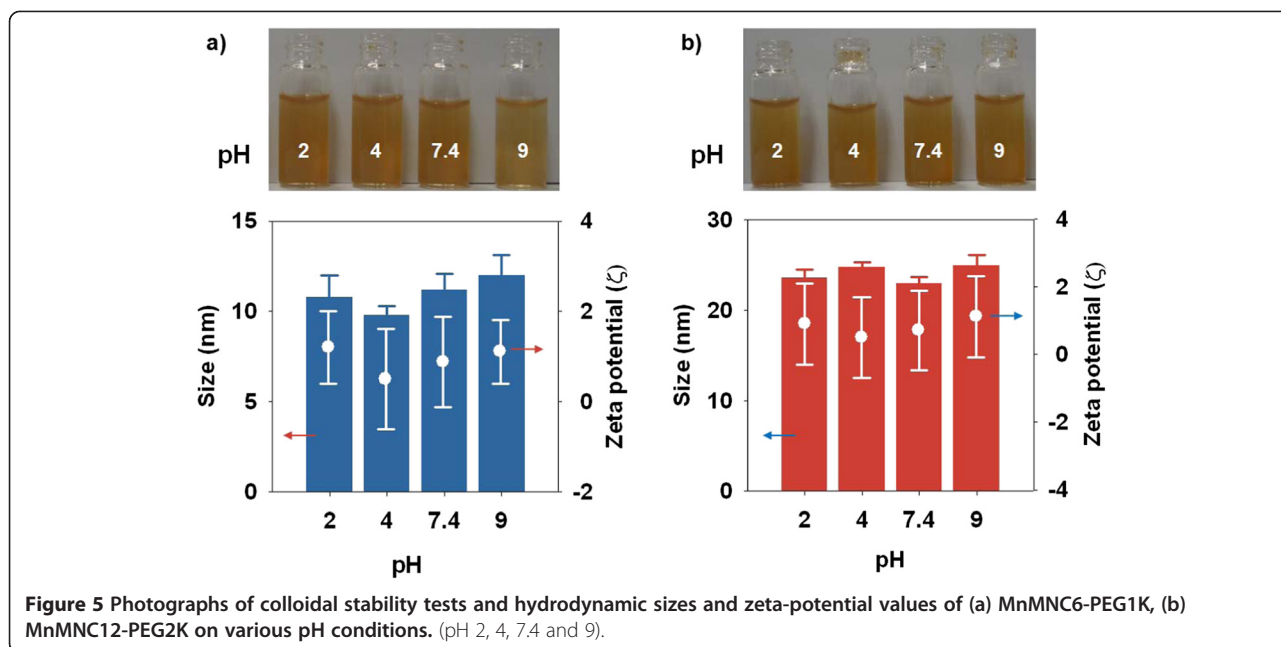 a)
pH 2 4 7.4 9
15
10
5
0
Size (nm)
4
2
0
-2
Zeta potential (ζ)
2 4 7.4 9
pH
b)
pH 2 4 7.4 9
30
20
10
0
Size (nm)
4
2
0
-2
-4
Zeta potential (ζ)
2 4 7.4 9
pH
Figure 5 Photographs of colloidal stability tests and hydrodynamic sizes and zeta-potential values of (a) MnMNC6-PEG1K, (b)
MnMNC12-PEG2K on various pH conditions. (pH 2, 4, 7.4 and 9).